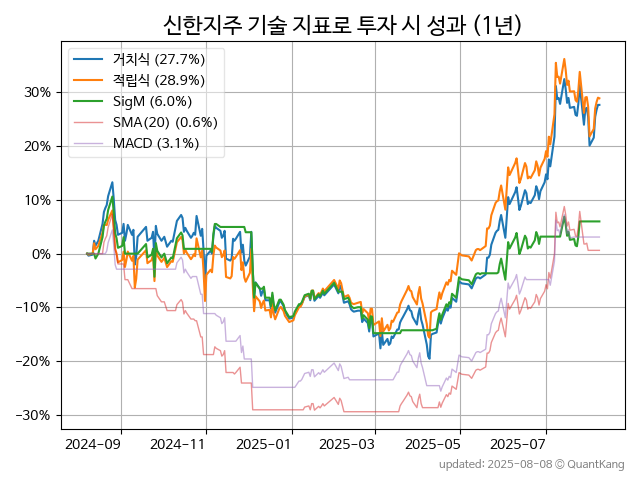 신한지주 기술 지표로 투자 시 성과 (1년)
거치식 (27.7%)
적립식 (28.9%)
SigM (6.0%)
SMA(20) (0.6%)
MACD (3.1%)
30%
20%
10%
0%
−10%
−20%
−30%
2024-09 2024-11 2025-01 2025-03 2025-05 2025-07
updated: 2025-08-08 © QuantKang